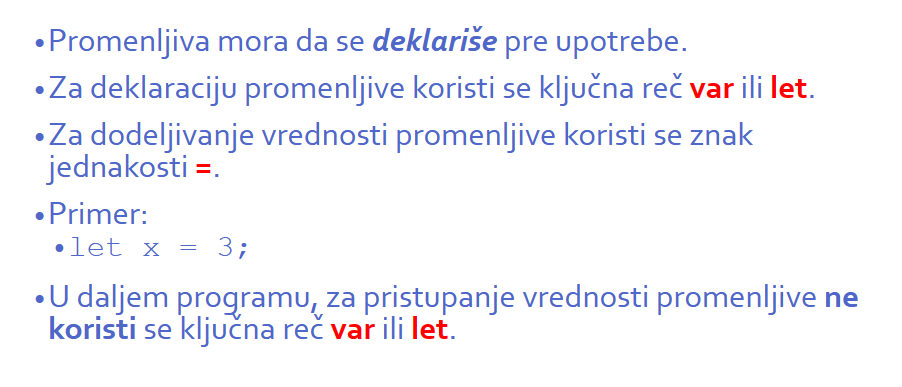 •Promenljiva mora da se deklariše pre upotrebe.
•Za deklaraciju promenljive koristi se ključna reč var ili let.
•Za dodeljivanje vrednosti promenljive koristi se znak
jednakosti =.
•Primer:
•let x = 3;
•U daljem programu, za pristupanje vrednosti promenljive ne
koristi se ključna reč var ili let.